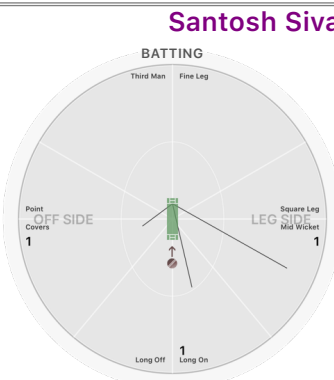 Santosh Siva
BATTING
Third Man Fine Leg
Point Square Leg
OFF SIDE LEG SIDE
Covers Mid Wicket
1 1
1
Long Off Long On